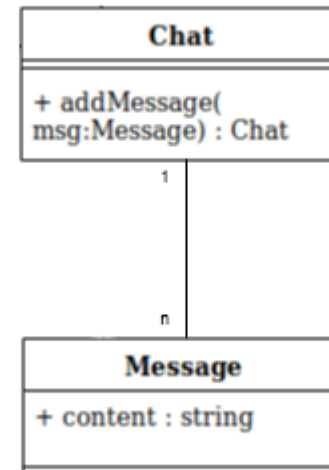 Chat
+ addMessage(
msg:Message) : Chat
1
n
Message
+ content : string